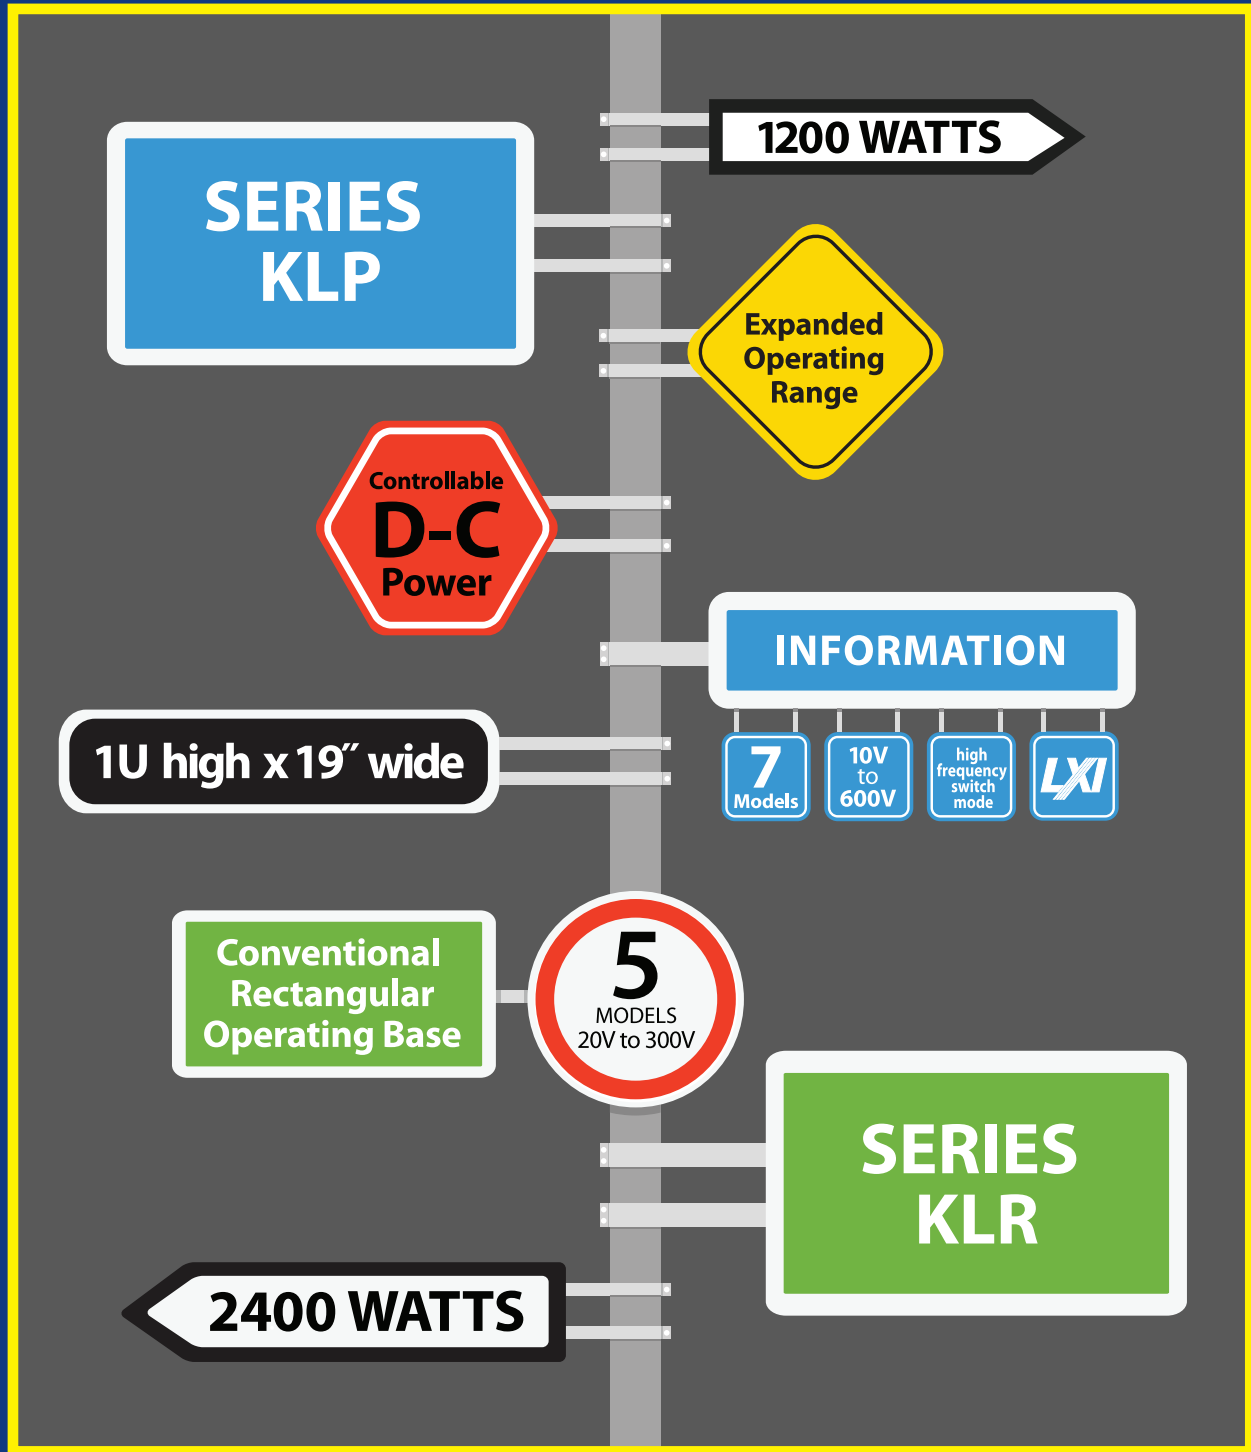 1200 WATTS
SERIES
KLP
Expanded
Operating
Range
Controllable
D-C
Power
INFORMATION
1U high x 19″ wide
7
Models
10V
to
600V
high
frequency
switch
mode
LXI
Conventional
Rectangular
Operating Base
5
MODELS
20V to 300V
SERIES
KLR
2400 WATTS